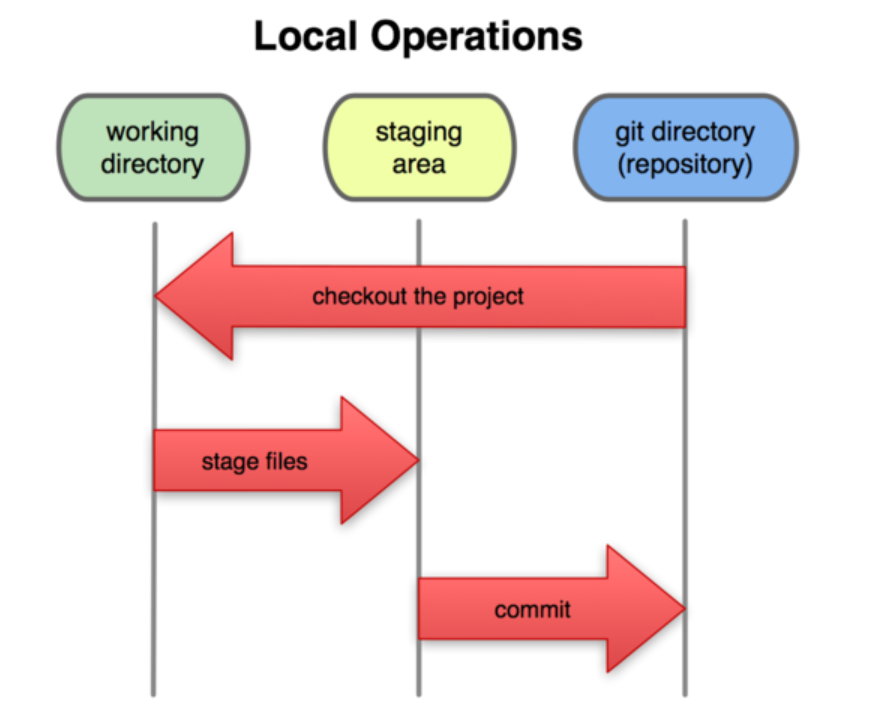 Local Operations
working
directory
staging
area
git directory
(repository)
checkout the project
stage files
commit